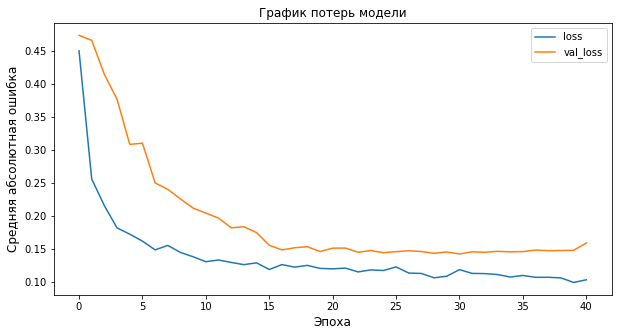 График потерь модели
loss
val_loss
Средняя абсолютная ошибка
0.45
0.40
0.35
0.30
0.25
0.20
0.15
0.10
0 5 10 15 20 25 30 35 40
Эпоха